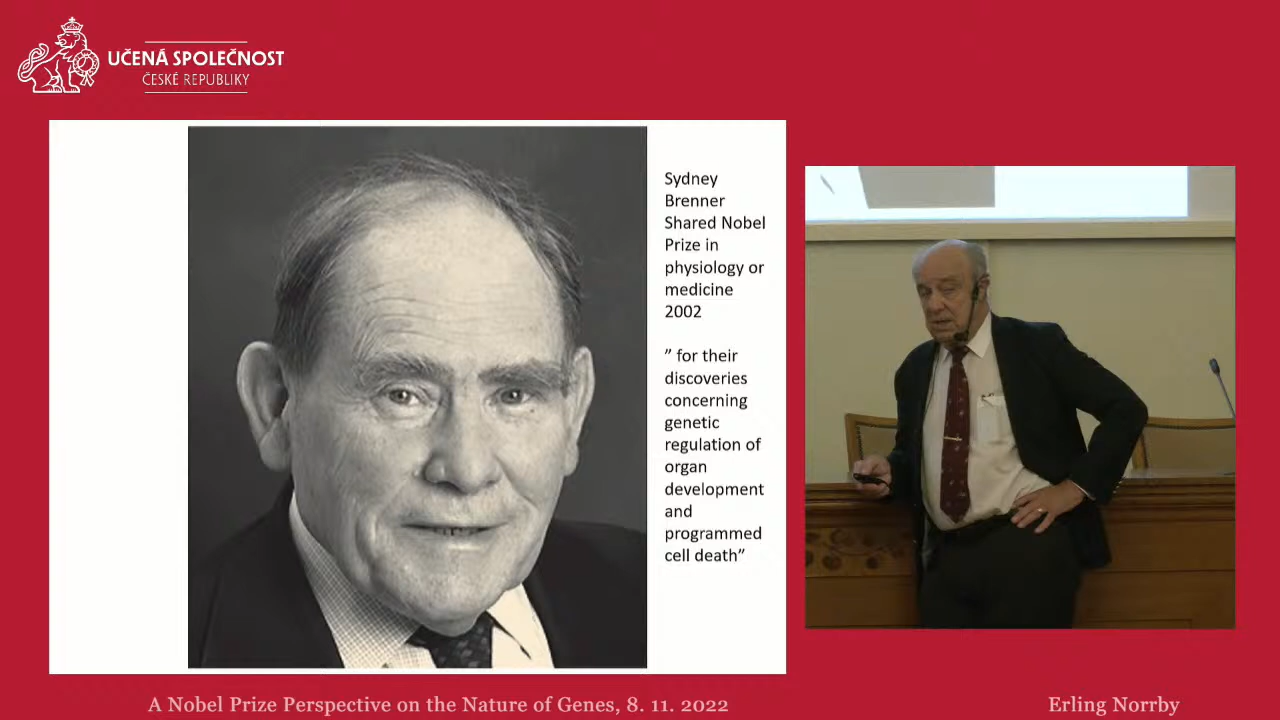 UČENÁ SPOLEČNOST
ČESKÉ REPUBLIKY
Sydney
Brenner
Shared Nobel
Prize in
physiology or
medicine
2002
” for their
discoveries
concerning
genetic
regulation of
organ
development
and
programmed
cell death”
A Nobel Prize Perspective on the Nature of Genes, 8. 11. 2022
Erling Norrby